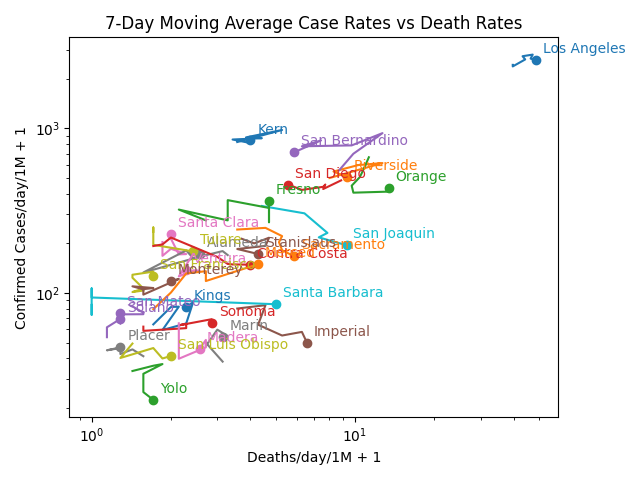 7-Day Moving Average Case Rates vs Death Rates
Los Angeles
10³
Kern
San Bernardino
San Diego
Riverside
Fresno
Orange
Santa Clara
San Joaquin
Tulare
Alameda
Stanislaus
Sacramento
Contra Costa
Merced
Ventura
Monterey
10²
Kings
Santa Barbara
San Mateo
Solano
Sonoma
Marin
Imperial
Placer
Madera
San Luis Obispo
Yolo
10⁰
10¹
Confirmed Cases/day/1M + 1
Deaths/day/1M + 1